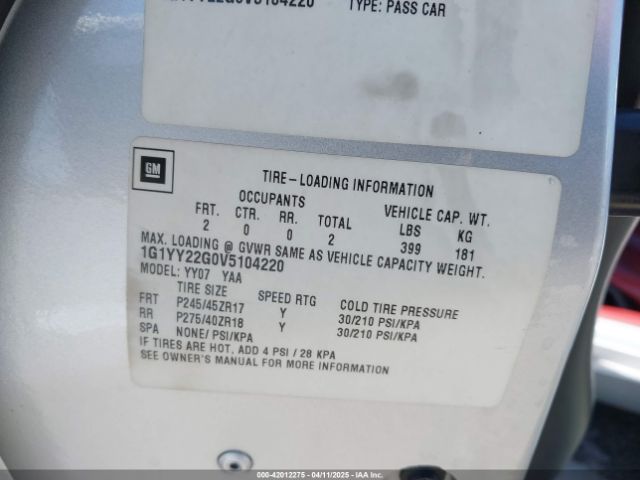 TYPE: PASS CAR
GM
TIRE-LOADING INFORMATION
OCCUPANTS VEHICLE CAP. WT.
FRT. CTR. RR. TOTAL LBS KG
2 0 0 2 399 181
MAX. LOADING @ GVWR SAME AS VEHICLE CAPACITY WEIGHT.
1G1YY22G0V5104220
MODEL: YY07 YAA
TIRE SIZE SPEED RTG COLD TIRE PRESSURE
FRT P245/45ZR17 Y 30/210 PSI/KPA
RR P275/40ZR18 Y 30/210 PSI/KPA
SPA NONE/ PSI/KPA
IF TIRES ARE HOT, ADD 4 PSI / 28 KPA
SEE OWNER'S MANUAL FOR MORE INFORMATION
000-42012275 - 04/11/2025 - IAA Inc.